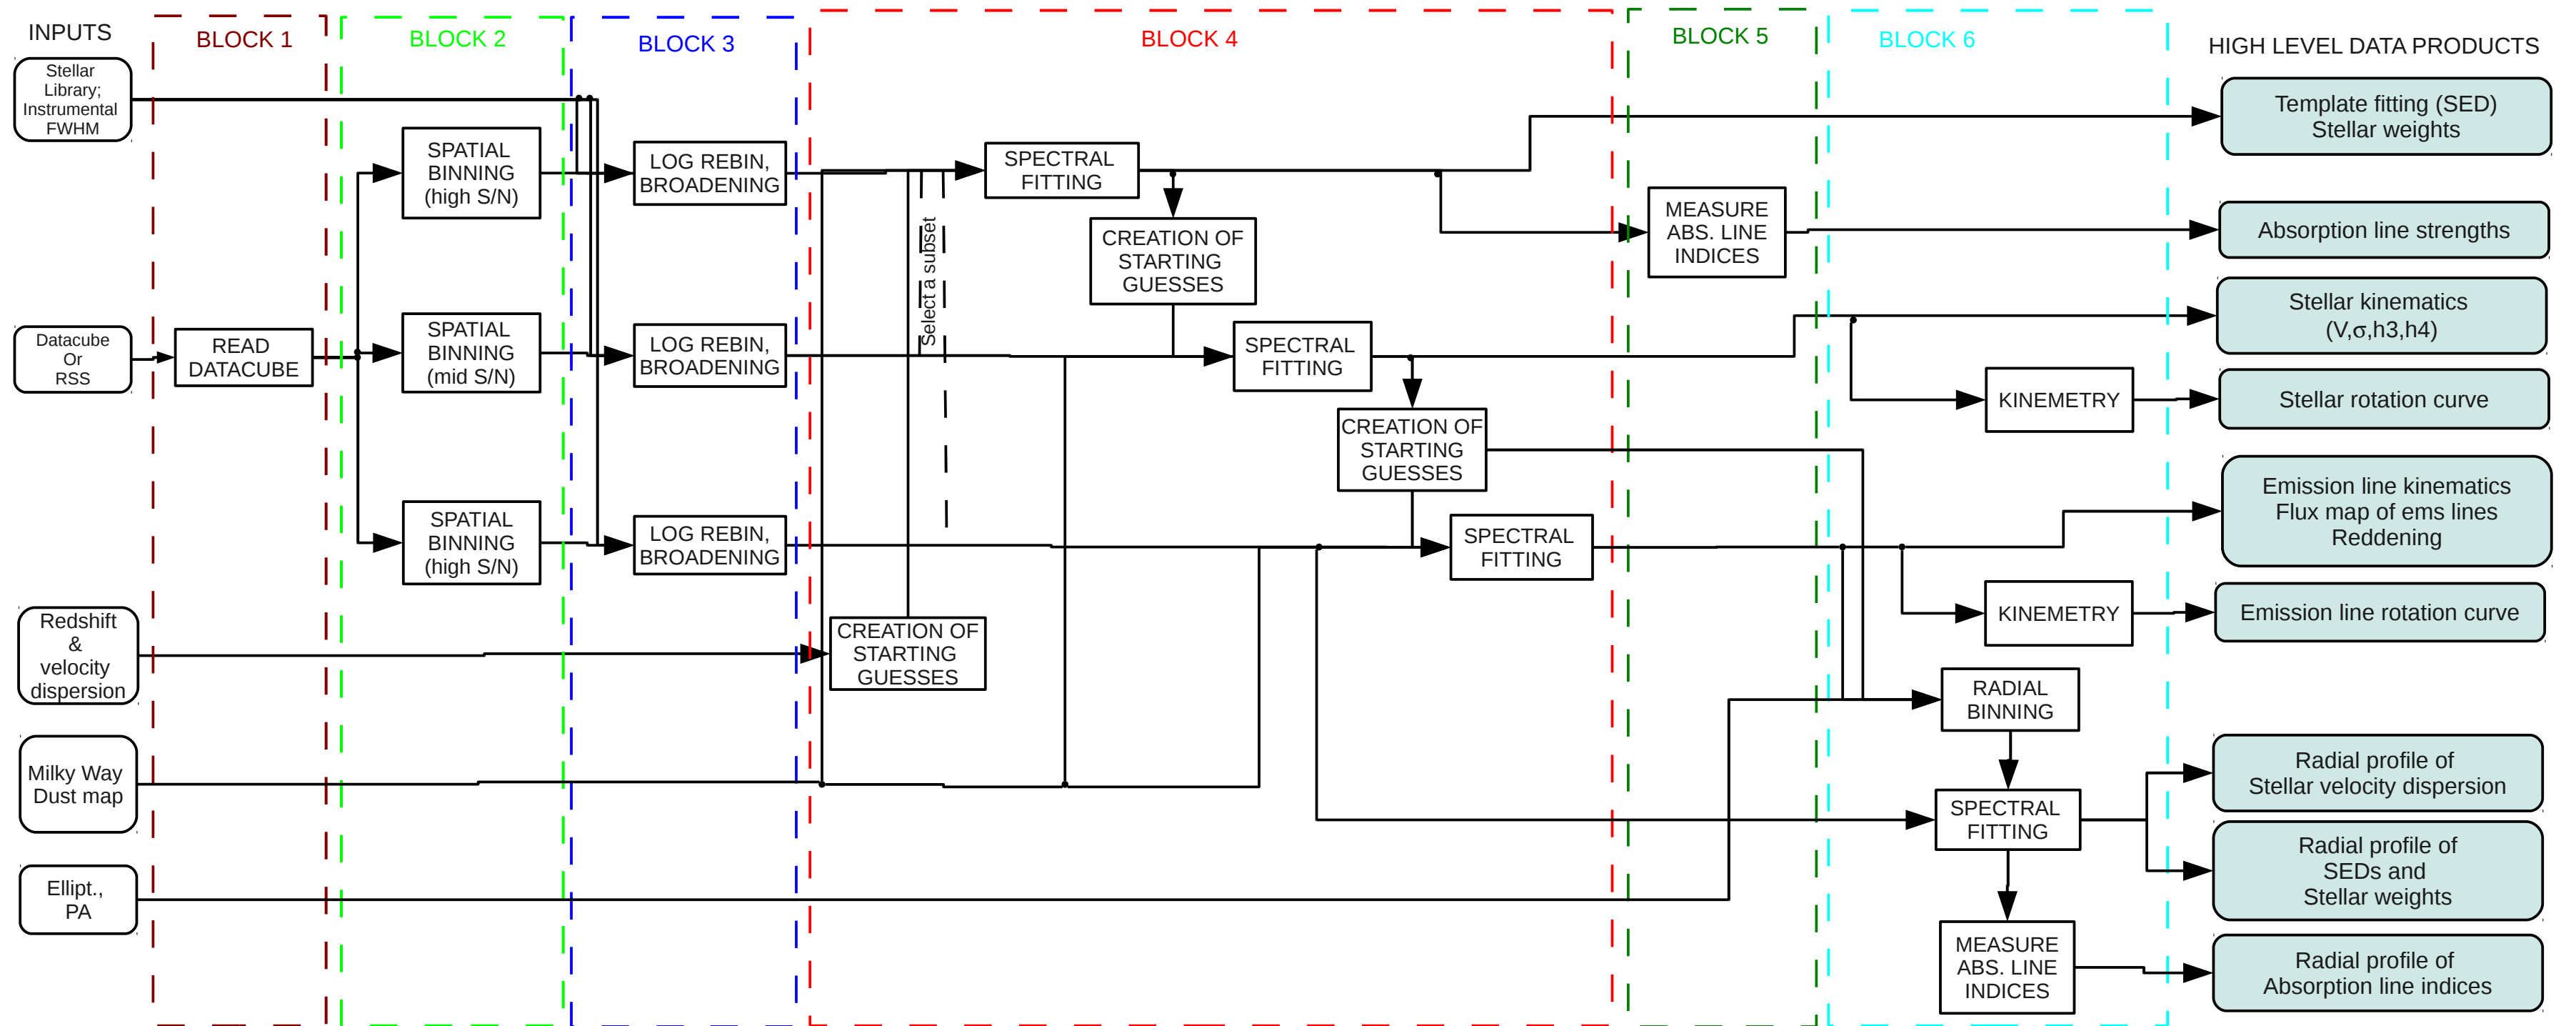 INPUTS
BLOCK 1
BLOCK 2
BLOCK 3
BLOCK 4
BLOCK 5
BLOCK 6
HIGH LEVEL DATA PRODUCTS
Stellar
Library;
Instrumental
FWHM
Datacube
Or
RSS
Redshift
&
velocity
dispersion
Milky Way
Dust map
Ellipt.,
PA
READ
DATACUBE
SPATIAL
BINNING
(high S/N)
SPATIAL
BINNING
(mid S/N)
SPATIAL
BINNING
(high S/N)
LOG REBIN,
BROADENING
LOG REBIN,
BROADENING
LOG REBIN,
BROADENING
Select a subset
SPECTRAL
FITTING
CREATION OF
STARTING
GUESSES
SPECTRAL
FITTING
CREATION OF
STARTING
GUESSES
SPECTRAL
FITTING
CREATION OF
STARTING
GUESSES
MEASURE
ABS. LINE
INDICES
KINEMETRY
KINEMETRY
RADIAL
BINNING
SPECTRAL
FITTING
MEASURE
ABS. LINE
INDICES
Template fitting (SED)
Stellar weights
Absorption line strengths
Stellar kinematics
(V,σ,h3,h4)
Stellar rotation curve
Emission line kinematics
Flux map of ems lines
Reddening
Emission line rotation curve
Radial profile of
Stellar velocity dispersion
Radial profile of
SEDs and
Stellar weights
Radial profile of
Absorption line indices